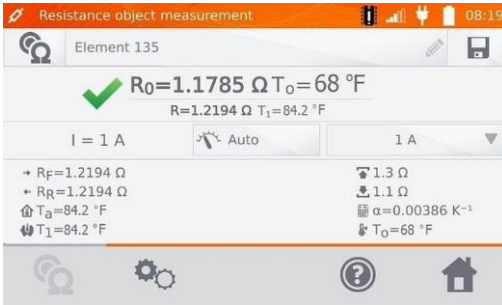 Resistance object measurement 08:19
Element 135
R₀=1.1785 Ω T₀=68 °F
R=1.2194 Ω T₁=84.2 °F
I = 1 A Auto 1 A
R_F=1.2194 Ω 1.3 Ω
R_R=1.2194 Ω 1.1 Ω
Tₐ=84.2 °F α=0.00386 K⁻¹
T₁=84.2 °F T₀=68 °F